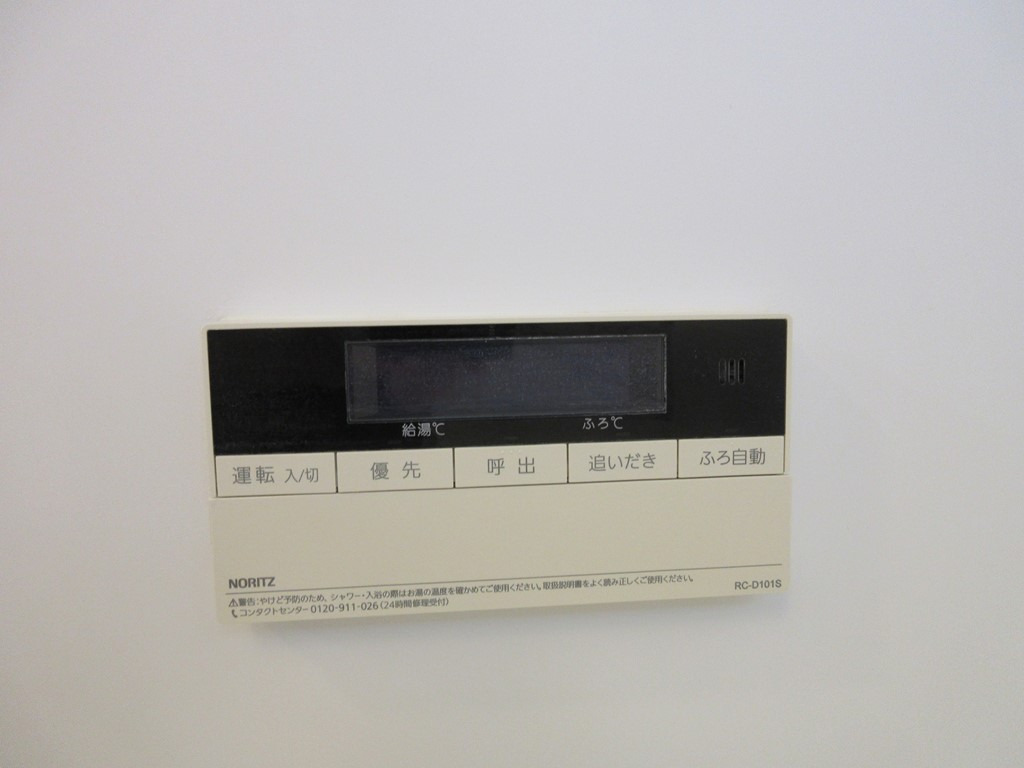 給湯℃ ふろ℃
運転 入/切 優先 呼出 追いだき ふろ自動
NORITZ
⚠警告:やけど予防のため、シャワー・入浴の際はお湯の温度を確かめてご使用ください。取扱説明書をよく読み正しくご使用ください。 RC-D101S
コンタクトセンター 0120-911-026(24時間修理受付)